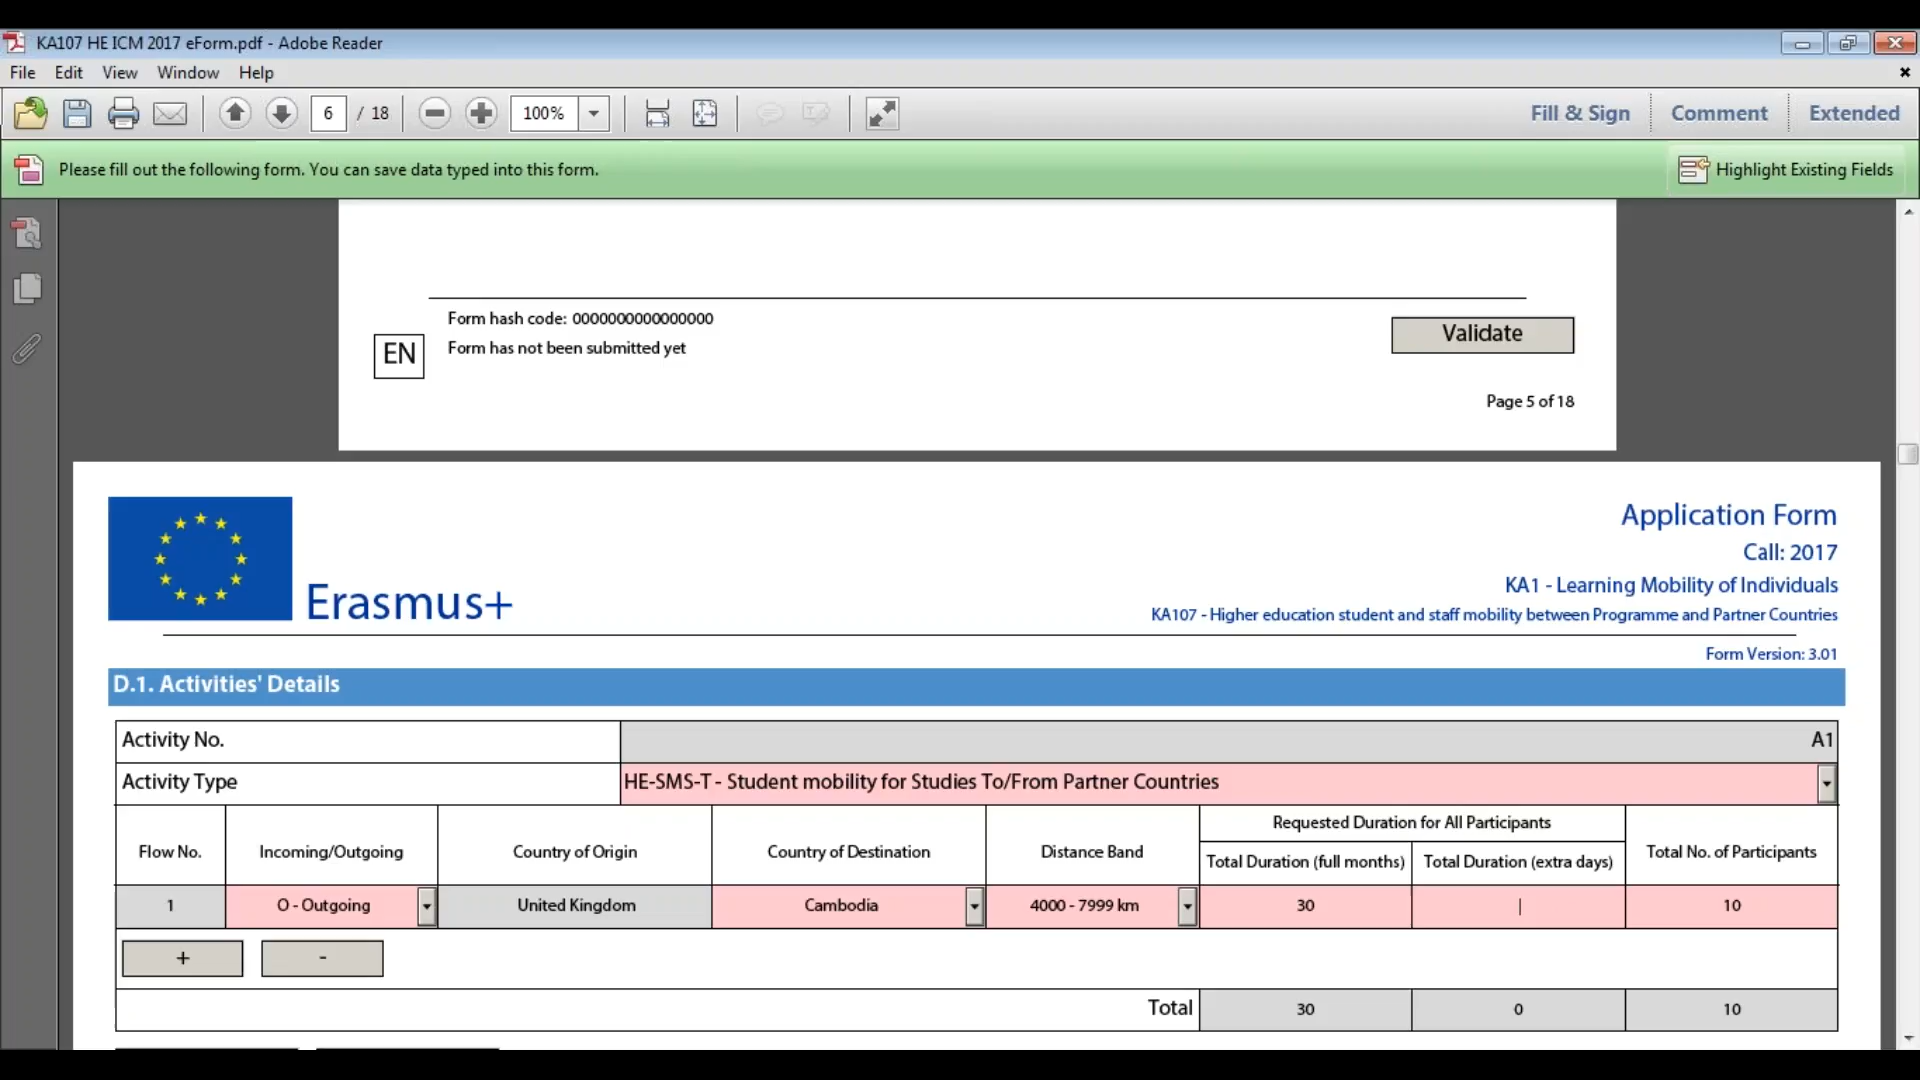 KA107 HE ICM 2017 eForm.pdf - Adobe Reader
File Edit View Window Help
6 / 18 100% Fill & Sign Comment Extended
Please fill out the following form. You can save data typed into this form. Highlight Existing Fields
Form hash code: 0000000000000000
EN Form has not been submitted yet
Validate
Page 5 of 18
Erasmus+
Application Form
Call: 2017
KA1 - Learning Mobility of Individuals
KA107 - Higher education student and staff mobility between Programme and Partner Countries
Form Version: 3.01
D.1. Activities' Details
Activity No. A1
Activity Type HE-SMS-T - Student mobility for Studies To/From Partner Countries
Requested Duration for All Participants
Flow No. Incoming/Outgoing Country of Origin Country of Destination Distance Band Total Duration (full months) Total Duration (extra days) Total No. of Participants
1 O - Outgoing United Kingdom Cambodia 4000 - 7999 km 30 10
+ -
Total 30 0 10